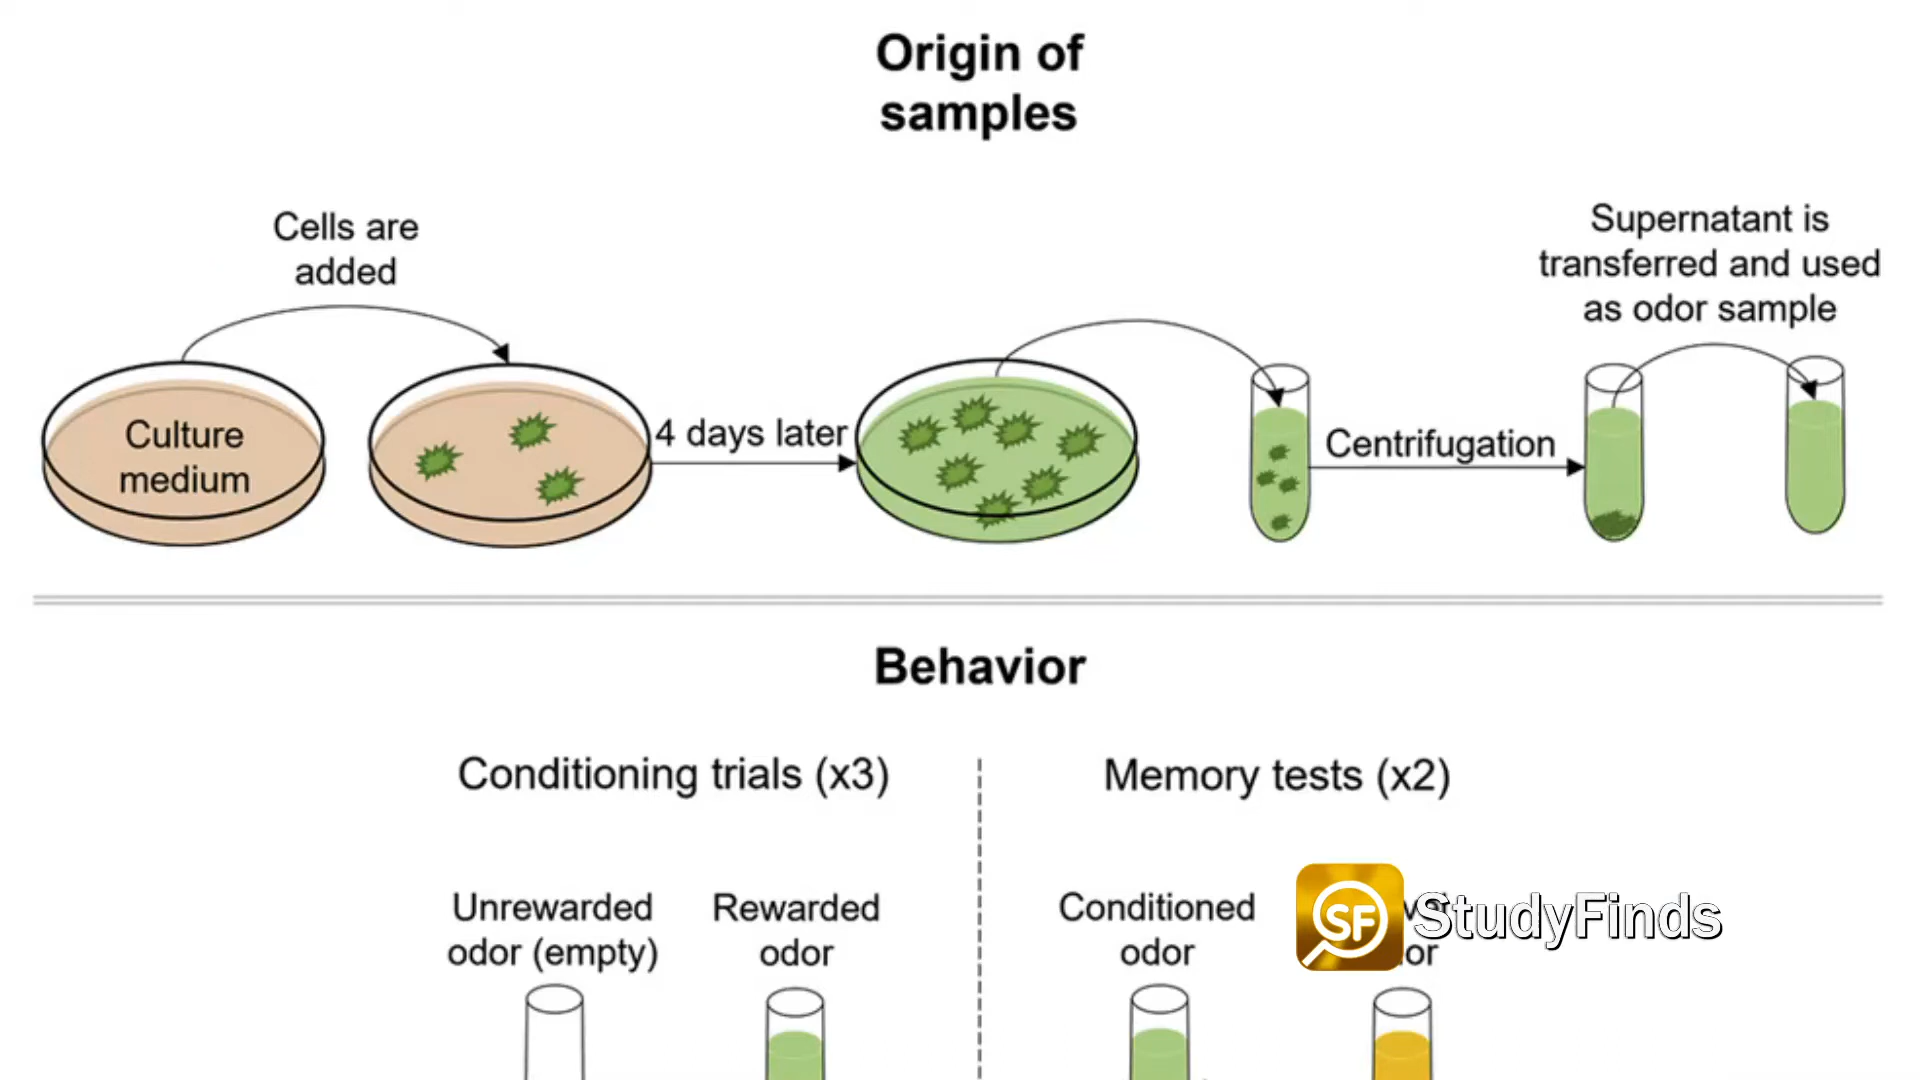 Origin of
samples
Cells are
added
Supernatant is
transferred and used
as odor sample
Culture
medium
4 days later
Centrifugation
Behavior
Conditioning trials (x3)
Memory tests (x2)
Unrewarded
odor (empty)
Rewarded
odor
Conditioned
odor
SF
StudyFinds